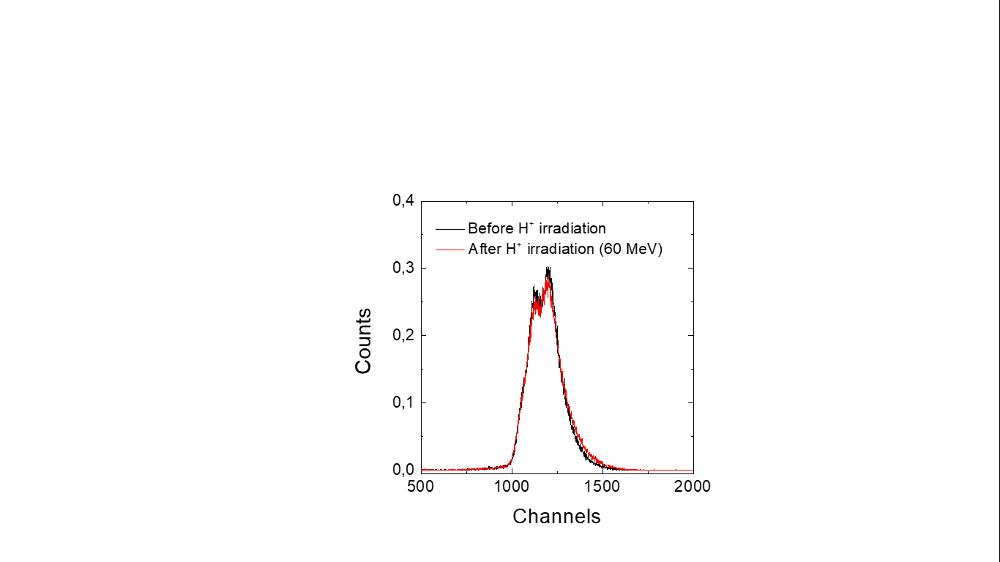 0,4
Before H⁺ irradiation
After H⁺ irradiation (60 MeV)
0,3
0,2
0,1
0,0
Counts
500 1000 1500 2000
Channels